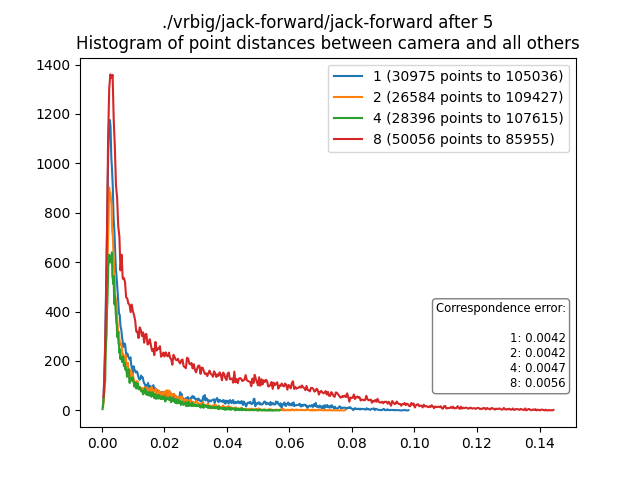 ./vrbig/jack-forward/jack-forward after 5
Histogram of point distances between camera and all others
1400
1200
1000
800
600
400
200
0
0.00
0.02
0.04
0.06
0.08
0.10
0.12
0.14
1 (30975 points to 105036)
2 (26584 points to 109427)
4 (28396 points to 107615)
8 (50056 points to 85955)
Correspondence error:
1: 0.0042
2: 0.0042
4: 0.0047
8: 0.0056